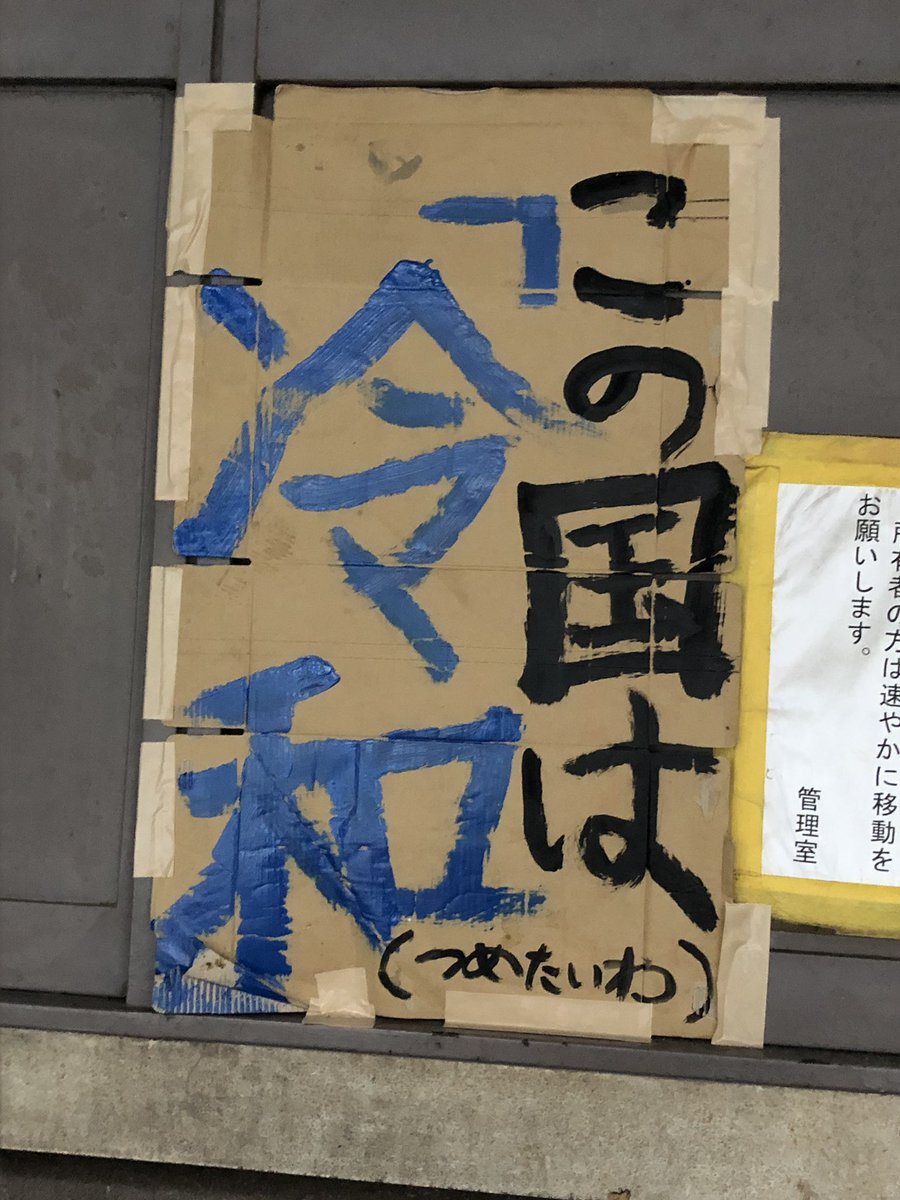 この国は
「冷和
(つめたいわ)
所有者の方は速やかに移動を
お願いします。
管理室